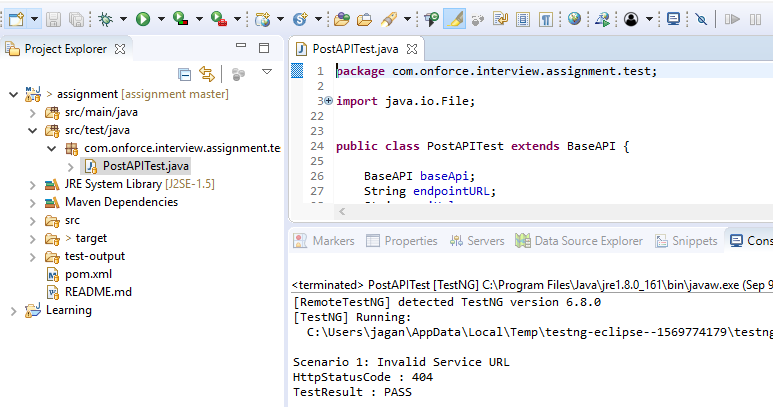 Project Explorer
> assignment [assignment master]
src/main/java
src/test/java
com.onforce.interview.assignment.te
PostAPITest.java
JRE System Library [J2SE-1.5]
Maven Dependencies
src
> target
test-output
pom.xml
README.md
Learning
PostAPITest.java
1 package com.onforce.interview.assignment.test;
2
3 import java.io.File;
22
23
24 public class PostAPITest extends BaseAPI {
25
26 BaseAPI baseApi;
27 String endpointURL;
28 String
Markers Properties Servers Data Source Explorer Snippets Cons
<terminated> PostAPITest [TestNG] C:\Program Files\Java\jre1.8.0_161\bin\javaw.exe (Sep 9
[RemoteTestNG] detected TestNG version 6.8.0
[TestNG] Running:
C:\Users\jagan\AppData\Local\Temp\testng-eclipse--1569774179\testng
Scenario 1: Invalid Service URL
HttpStatusCode : 404
TestResult : PASS